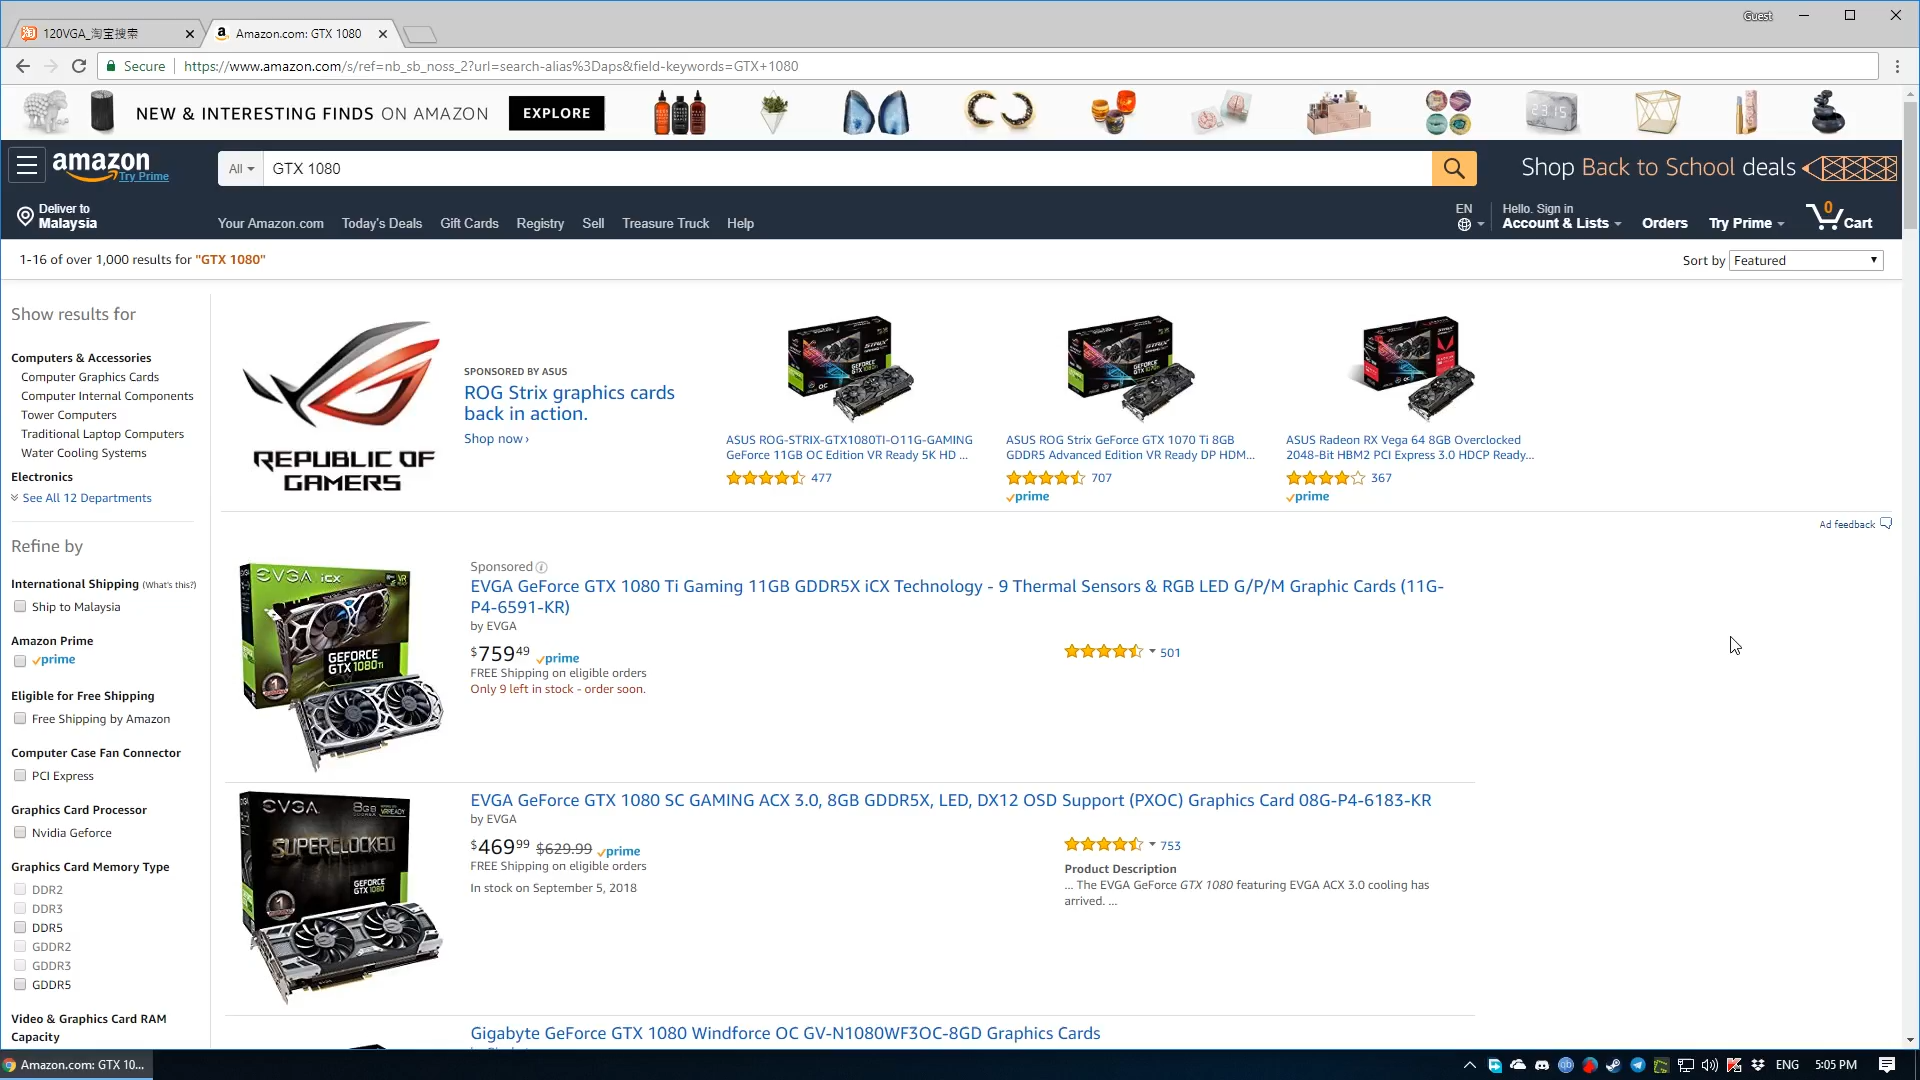 Guest
120VGA_淘宝搜索
Amazon.com: GTX 1080
Secure
https://www.amazon.com/s/ref=nb_sb_noss_2?url=search-alias%3Daps&field-keywords=GTX+1080
NEW & INTERESTING FINDS ON AMAZON
EXPLORE
23:15
amazon
Try Prime
All
GTX 1080
Shop Back to School deals
Deliver to
Malaysia
Your Amazon.com
Today's Deals
Gift Cards
Registry
Sell
Treasure Truck
Help
EN
Hello. Sign in
Account & Lists
Orders
Try Prime
0
Cart
1-16 of over 1,000 results for "GTX 1080"
Sort by
Featured
Show results for
Computers & Accessories
Computer Graphics Cards
Computer Internal Components
Tower Computers
Traditional Laptop Computers
Water Cooling Systems
Electronics
See All 12 Departments
Refine by
International Shipping (What's this?)
Ship to Malaysia
Amazon Prime
prime
Eligible for Free Shipping
Free Shipping by Amazon
Computer Case Fan Connector
PCI Express
Graphics Card Processor
Nvidia Geforce
Graphics Card Memory Type
DDR2
DDR3
DDR5
GDDR2
GDDR3
GDDR5
Video & Graphics Card RAM
Capacity
REPUBLIC OF
GAMERS
SPONSORED BY ASUS
ROG Strix graphics cards
back in action.
Shop now ›
ASUS ROG-STRIX-GTX1080TI-O11G-GAMING
GeForce 11GB OC Edition VR Ready 5K HD ...
477
ASUS ROG Strix GeForce GTX 1070 Ti 8GB
GDDR5 Advanced Edition VR Ready DP HDM...
707
prime
ASUS Radeon RX Vega 64 8GB Overclocked
2048-Bit HBM2 PCI Express 3.0 HDCP Ready...
367
prime
Ad feedback
EVGA iCX
GEFORCE
GTX 1080 Ti
Sponsored
EVGA GeForce GTX 1080 Ti Gaming 11GB GDDR5X iCX Technology - 9 Thermal Sensors & RGB LED G/P/M Graphic Cards (11G-
P4-6591-KR)
by EVGA
$759 49 prime
FREE Shipping on eligible orders
Only 9 left in stock - order soon.
501
EVGA
8GB
SUPERCLOCKED
GEFORCE
GTX 1080
EVGA GeForce GTX 1080 SC GAMING ACX 3.0, 8GB GDDR5X, LED, DX12 OSD Support (PXOC) Graphics Card 08G-P4-6183-KR
by EVGA
$469 99 $629.99 prime
FREE Shipping on eligible orders
In stock on September 5, 2018
753
Product Description
... The EVGA GeForce GTX 1080 featuring EVGA ACX 3.0 cooling has
arrived. ...
Gigabyte GeForce GTX 1080 Windforce OC GV-N1080WF3OC-8GD Graphics Cards
Amazon.com: GTX 10...
ENG
5:05 PM